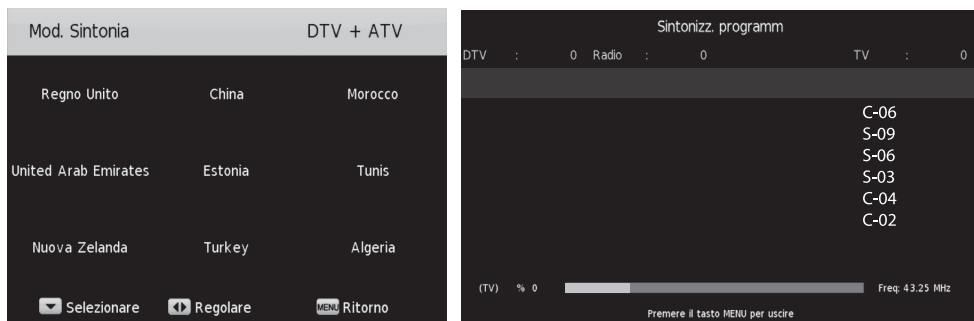 Mod. Sintonia DTV + ATV
Regno Unito China Morocco
United Arab Emirates Estonia Tunis
Nuova Zelanda Turkey Algeria
Selezionare Regolare MENU Ritorno
Sintonizz. programm
DTV : 0 Radio : 0 TV : 0
C-06
S-09
S-06
S-03
C-04
C-02
(TV) % 0 Freq: 43.25 MHz
Premere il tasto MENU per uscire